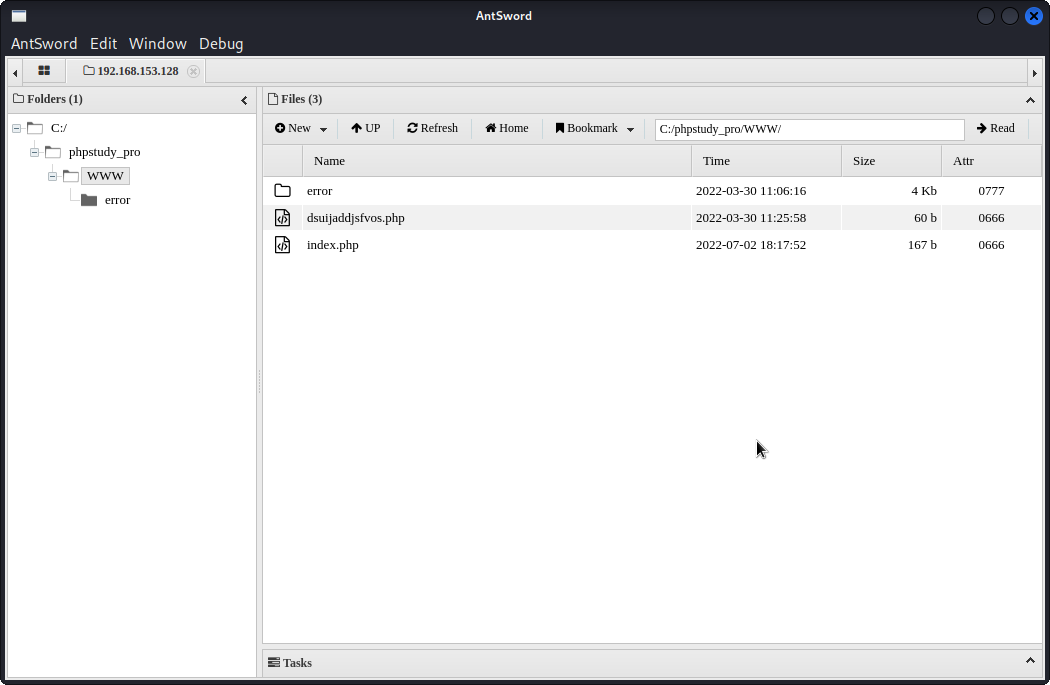 AntSword
AntSword Edit Window Debug
192.168.153.128
Folders (1)
C:/
phpstudy_pro
WWW
error
Files (3)
New UP Refresh Home Bookmark C:/phpstudy_pro/WWW/ Read
Name Time Size Attr
error 2022-03-30 11:06:16 4 Kb 0777
dsuijaddjsfvos.php 2022-03-30 11:25:58 60 b 0666
index.php 2022-07-02 18:17:52 167 b 0666
Tasks